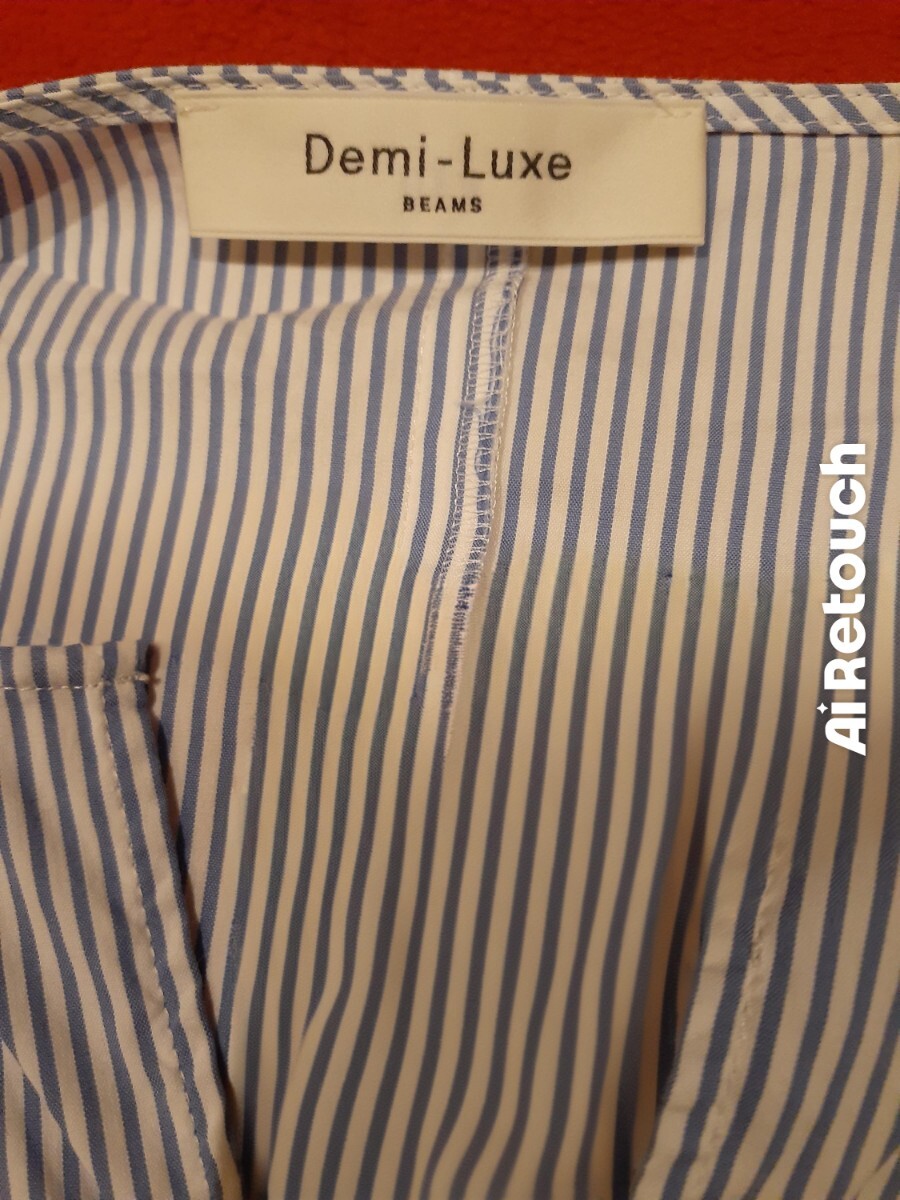 Demi-Luxe
BEAMS
Ai Retouch